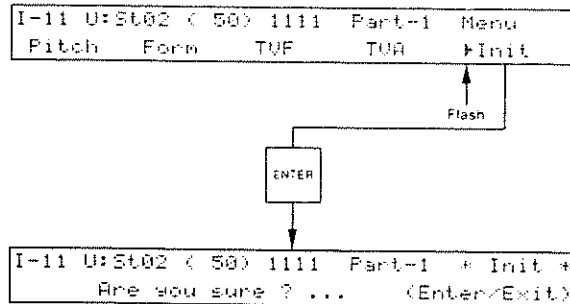 I-11 U:St02 ( 50) 1111 Part-1 Menu
Pitch Form TVF TVA ▶Init
Flash
ENTER
I-11 U:St02 ( 50) 1111 Part-1 * Init *
Are you sure ? ... (Enter/Exit)